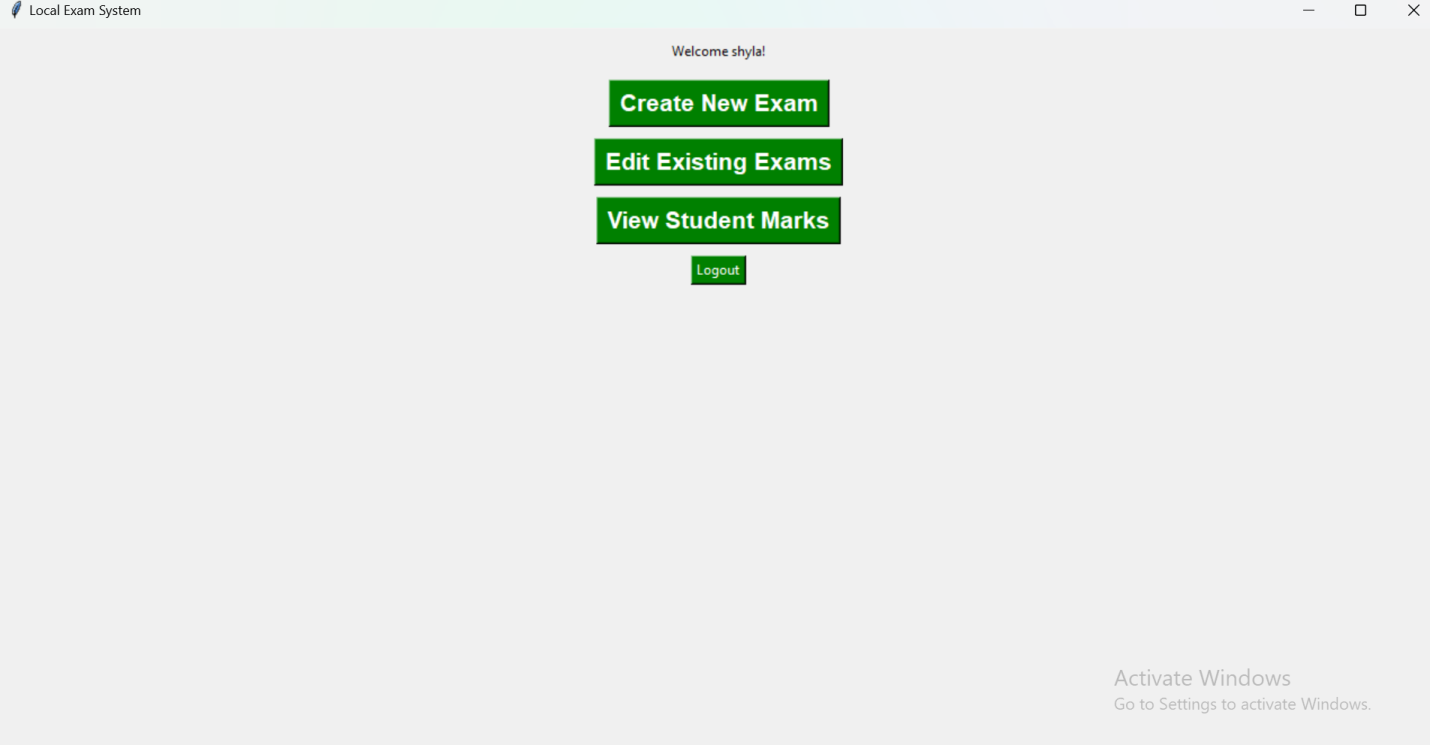 Local Exam System
Welcome shyla!
Create New Exam
Edit Existing Exams
View Student Marks
Logout
Activate Windows
Go to Settings to activate Windows.